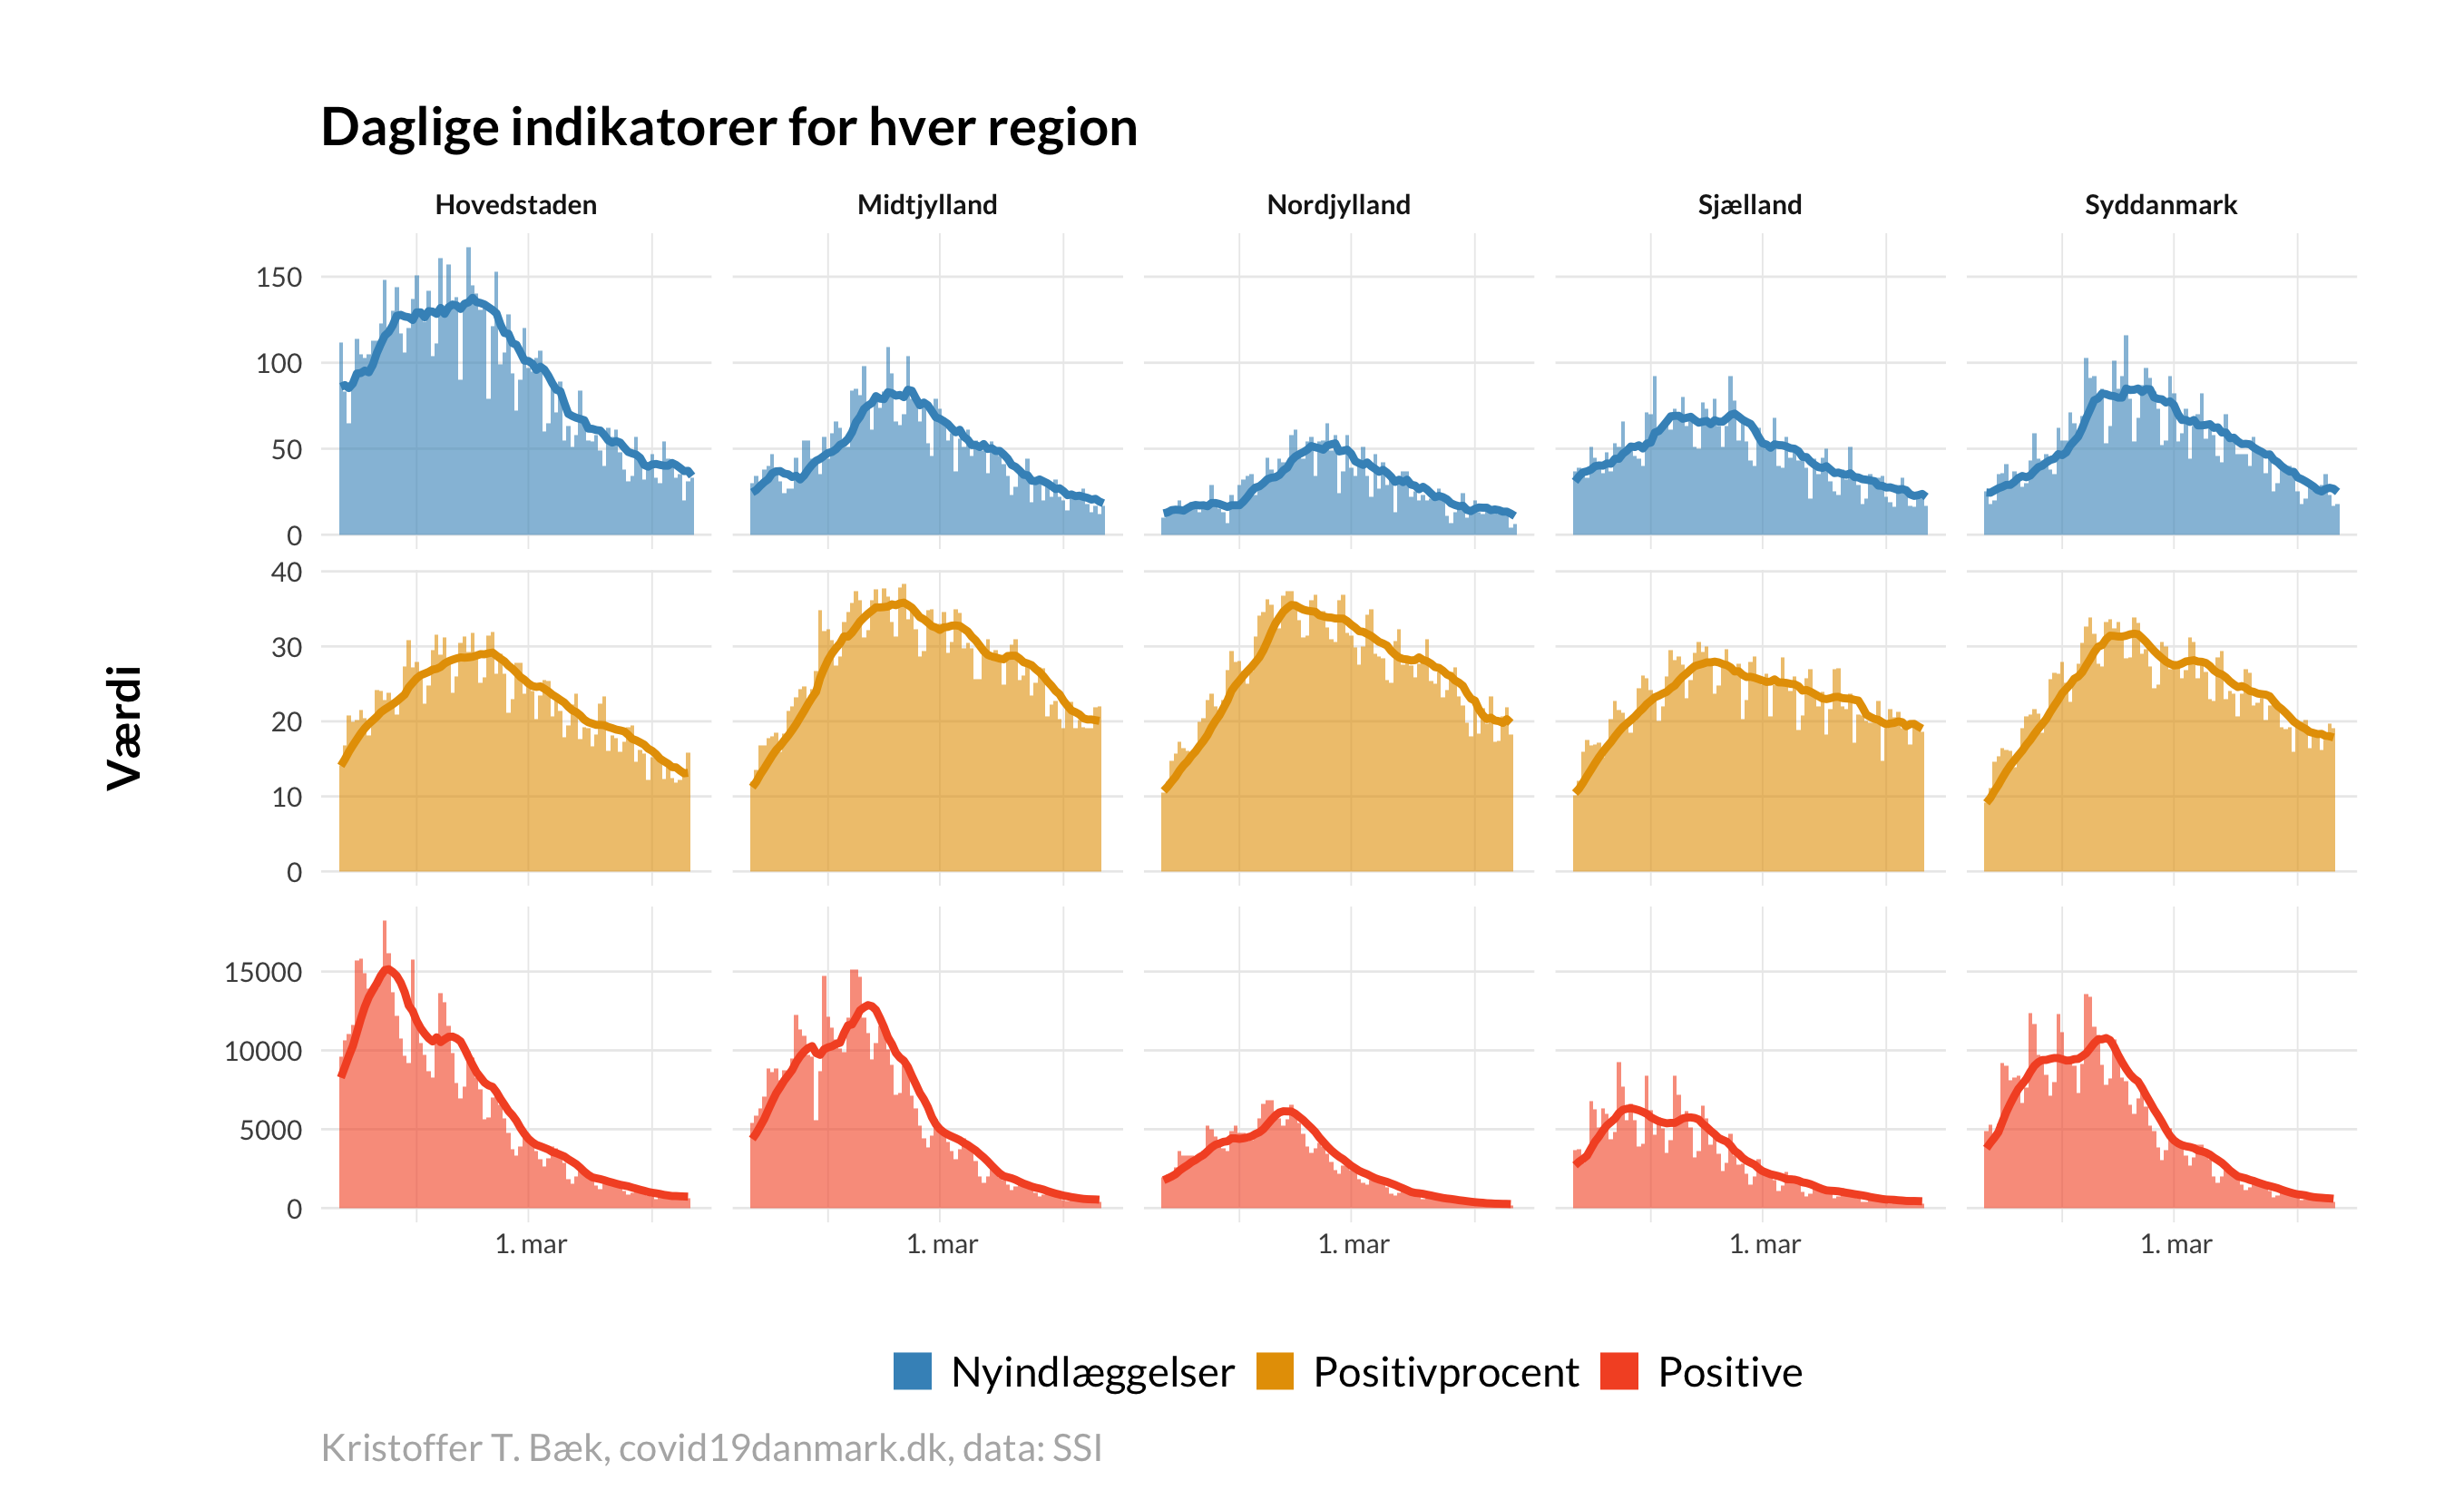 Daglige indikatorer for hver region
Hovedstaden Midtjylland Nordjylland Sjælland Syddanmark
Værdi
150
100
50
0
40
30
20
10
0
15000
10000
5000
0
1. mar 1. mar 1. mar 1. mar 1. mar
Nyindlæggelser Positivprocent Positive
Kristoffer T. Bæk, covid19danmark.dk, data: SSI